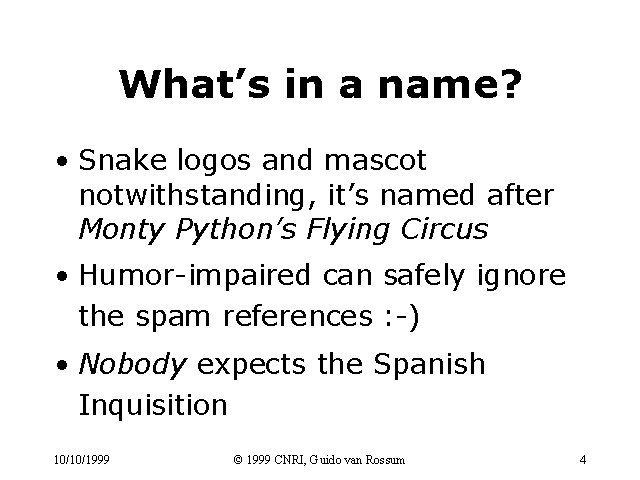 What’s in a name?
• Snake logos and mascot
notwithstanding, it’s named after
Monty Python’s Flying Circus
• Humor-impaired can safely ignore
the spam references :-)
• Nobody expects the Spanish
Inquisition
10/10/1999 © 1999 CNRI, Guido van Rossum 4